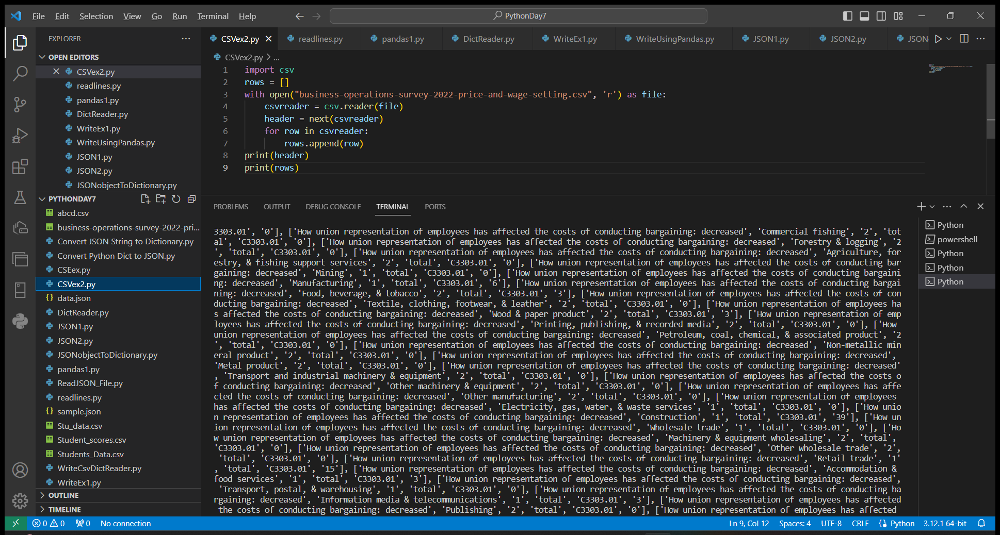 File Edit Selection View Go Run Terminal Help
PythonDay7
EXPLORER
OPEN EDITORS
CSVex2.py
readlines.py
pandas1.py
DictReader.py
WriteEx1.py
WriteUsingPandas.py
JSON1.py
JSON2.py
JSONobjectToDictionary.py
PYTHONDAY7
abcd.csv
business-operations-survey-2022-pri...
Convert JSON String to Dictionary.py
Convert Python Dict to JSON.py
CSEex.py
CSVex2.py
data.json
DictReader.py
JSON1.py
JSON2.py
JSONobjectToDictionary.py
pandas1.py
ReadJSON_File.py
readlines.py
sample.json
Stu_data.csv
Student_scores.csv
Students_Data.csv
WriteCsvDictReader.py
WriteEx1.py
OUTLINE
TIMELINE
CSVex2.py readlines.py pandas1.py DictReader.py WriteEx1.py WriteUsingPandas.py JSON1.py JSON2.py JSON
CSVex2.py > ...
1 import csv
2 rows = []
3 with open("business-operations-survey-2022-price-and-wage-setting.csv", 'r') as file:
4 csvreader = csv.reader(file)
5 header = next(csvreader)
6 for row in csvreader:
7 rows.append(row)
8 print(header)
9 print(rows)
PROBLEMS OUTPUT DEBUG CONSOLE TERMINAL PORTS
3303.01', '0'], ['How union representation of employees has affected the costs of conducting bargaining: decreased', 'Commercial fishing', '2', 'tot
al', 'C3303.01', '0'], ['How union representation of employees has affected the costs of conducting bargaining: decreased', 'Forestry & logging', '2
', 'total', 'C3303.01', '0'], ['How union representation of employees has affected the costs of conducting bargaining: decreased', 'Agriculture, for
estry, & fishing support services', '2', 'total', 'C3303.01', '0'], ['How union representation of employees has affected the costs of conducting bar
gaining: decreased', 'Mining', '1', 'total', 'C3303.01', '0'], ['How union representation of employees has affected the costs of conducting bargaini
ng: decreased', 'Manufacturing', '1', 'total', 'C3303.01', '6'], ['How union representation of employees has affected the costs of conducting bargai
ning: decreased', 'Food, beverage, & tobacco', '2', 'total', 'C3303.01', '3'], ['How union representation of employees has affected the costs of con
ducting bargaining: decreased', 'Textile, clothing, footwear, & leather', '2', 'total', 'C3303.01', '0'], ['How union representation of employees ha
s affected the costs of conducting bargaining: decreased', 'Wood & paper product', '2', 'total', 'C3303.01', '3'], ['How union representation of emp
loyees has affected the costs of conducting bargaining: decreased', 'Printing, publishing, & recorded media', '2', 'total', 'C3303.01', '0'], ['How
union representation of employees has affected the costs of conducting bargaining: decreased', 'Petroleum, coal, chemical, & associated product', '2
', 'total', 'C3303.01', '0'], ['How union representation of employees has affected the costs of conducting bargaining: decreased', 'Non-metallic min
eral product', '2', 'total', 'C3303.01', '0'], ['How union representation of employees has affected the costs of conducting bargaining: decreased',
'Metal product', '2', 'total', 'C3303.01', '0'], ['How union representation of employees has affected the costs of conducting bargaining: decreased'
, 'Transport and industrial machinery & equipment', '2', 'total', 'C3303.01', '0'], ['How union representation of employees has affected the costs o
f conducting bargaining: decreased', 'Other machinery & equipment', '2', 'total', 'C3303.01', '0'], ['How union representation of employees has affe
cted the costs of conducting bargaining: decreased', 'Other manufacturing', '2', 'total', 'C3303.01', '0'], ['How union representation of employees
has affected the costs of conducting bargaining: decreased', 'Electricity, gas, water, & waste services', '1', 'total', 'C3303.01', '0'], ['How unio
n representation of employees has affected the costs of conducting bargaining: decreased', 'Construction', '1', 'total', 'C3303.01', '39'], ['How un
ion representation of employees has affected the costs of conducting bargaining: decreased', 'Wholesale trade', '1', 'total', 'C3303.01', '0'], ['Ho
w union representation of employees has affected the costs of conducting bargaining: decreased', 'Machinery & equipment wholesaling', '2', 'total',
'C3303.01', '0'], ['How union representation of employees has affected the costs of conducting bargaining: decreased', 'Other wholesale trade', '2',
'total', 'C3303.01', '0'], ['How union representation of employees has affected the costs of conducting bargaining: decreased', 'Retail trade', '1'
, 'total', 'C3303.01', '15'], ['How union representation of employees has affected the costs of conducting bargaining: decreased', 'Accommodation &
food services', '1', 'total', 'C3303.01', '3'], ['How union representation of employees has affected the costs of conducting bargaining: decreased',
'Transport, postal, & warehousing', '1', 'total', 'C3303.01', '0'], ['How union representation of employees has affected the costs of conducting ba
rgaining: decreased', 'Information media & telecommunications', '1', 'total', 'C3303.01', '3'], ['How union representation of employees has affected
the costs of conducting bargaining: decreased', 'Publishing', '2', 'total', 'C3303.01', '0'], ['How union representation of employees has affected
Python
powershell
Python
Python
Python
0 0 0 No connection
Ln 9, Col 12 Spaces: 4 UTF-8 CRLF Python 3.12.1 64-bit